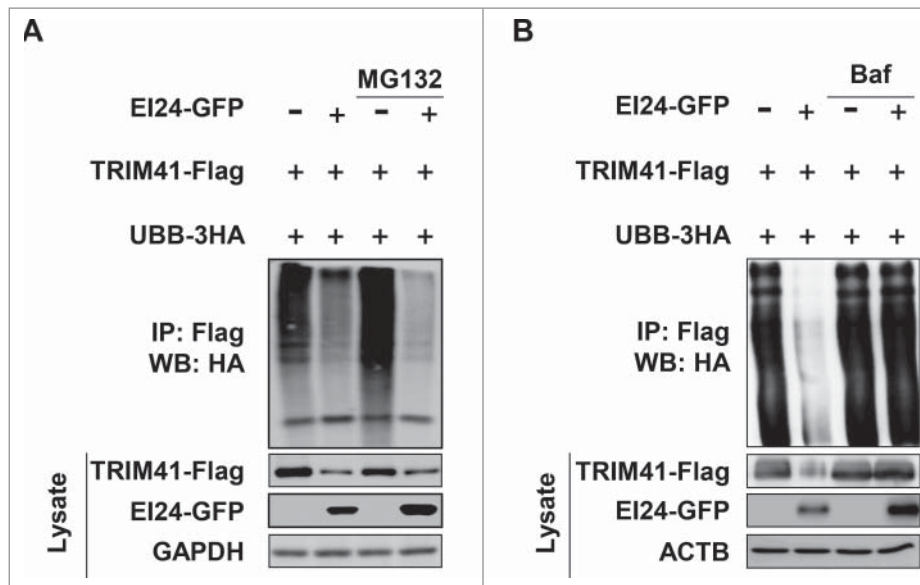 A
MG132
EI24-GFP - + - +
TRIM41-Flag + + + +
UBB-3HA + + + +
IP: Flag
WB: HA
Lysate
TRIM41-Flag
EI24-GFP
GAPDH
B
Baf
EI24-GFP - + - +
TRIM41-Flag + + + +
UBB-3HA + + + +
IP: Flag
WB: HA
Lysate
TRIM41-Flag
EI24-GFP
ACTB